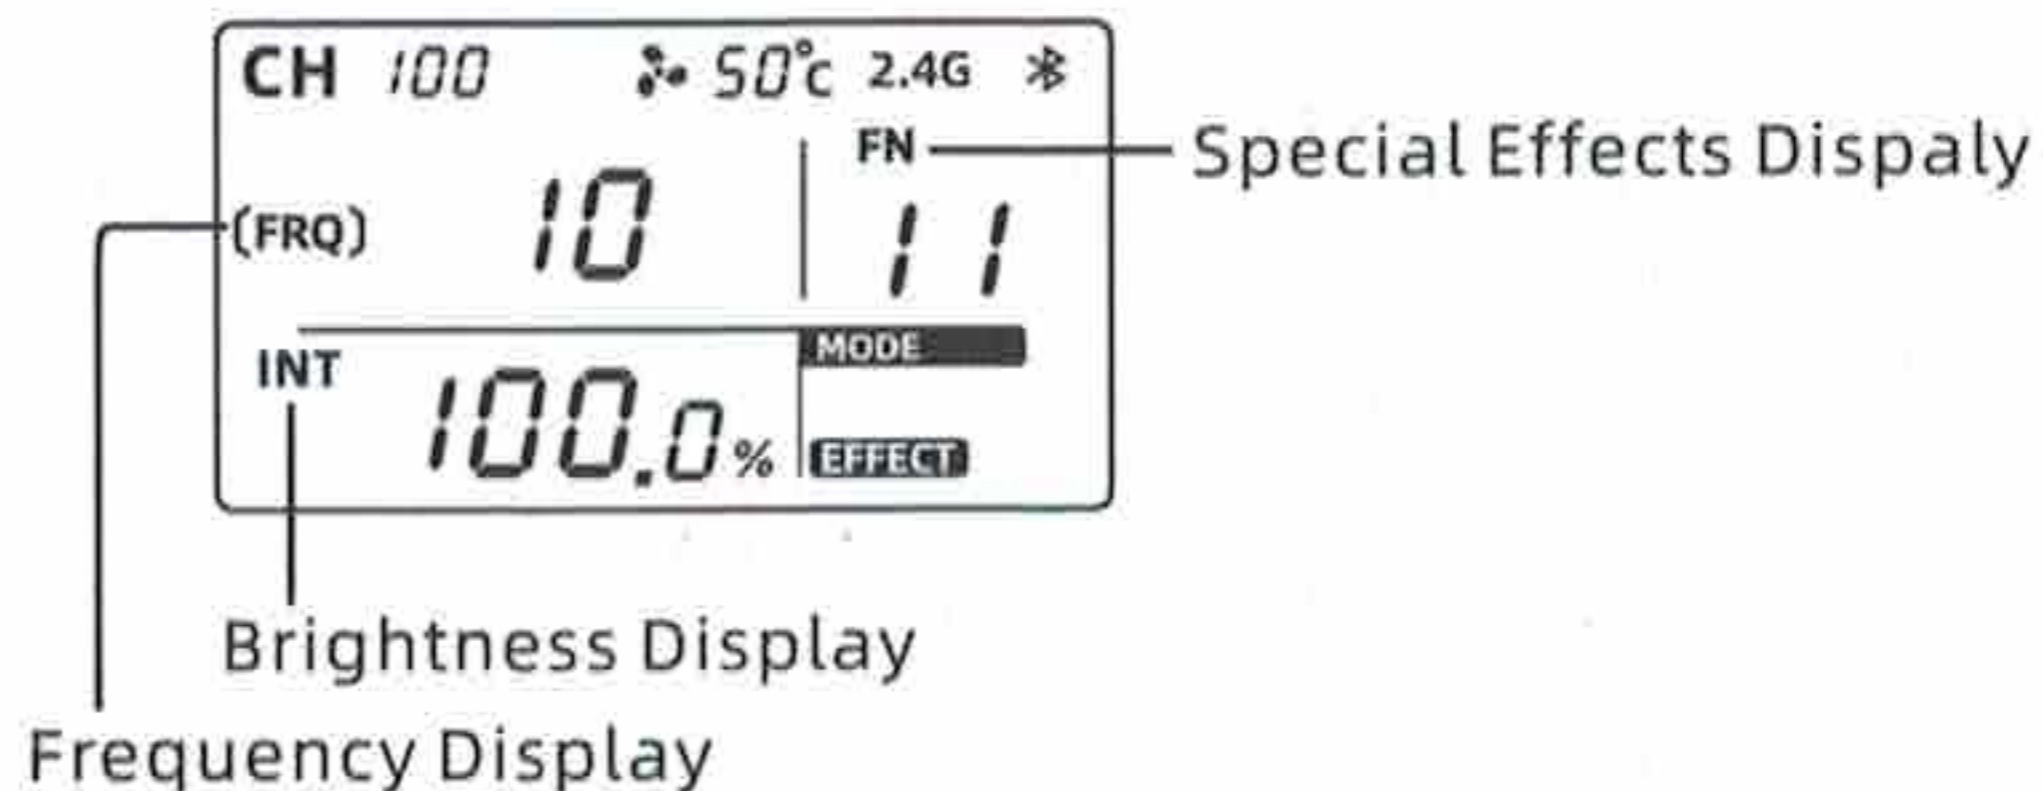 CH 100 50°C 2.4G
FN
Special Effects Dispaly
(FRQ) 10 11
INT
MODE
100.0%
EFFECT
Brightness Display
Frequency Display